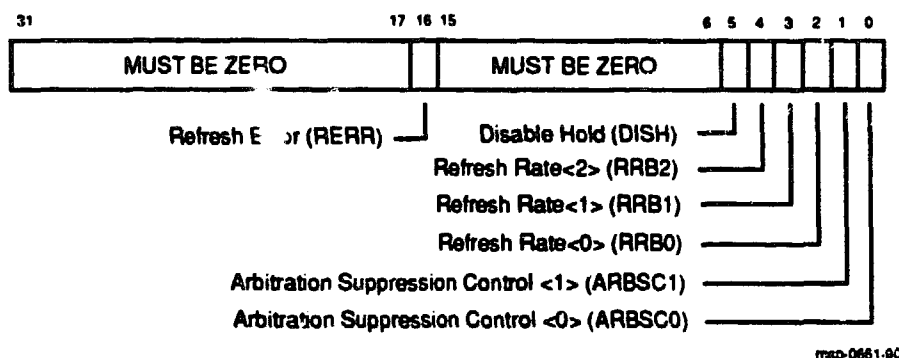 31 17 16 15 6 5 4 3 2 1 0
MUST BE ZERO MUST BE ZERO
Refresh (RERR) Disable Hold (DISH)
Refresh Rate<2> (RRB2)
Refresh Rate<1> (RRB1)
Refresh Rate<0> (RRB0)
Arbitration Suppression Control <1> (ARBSC1)
Arbitration Suppression Control <0> (ARBSC0)